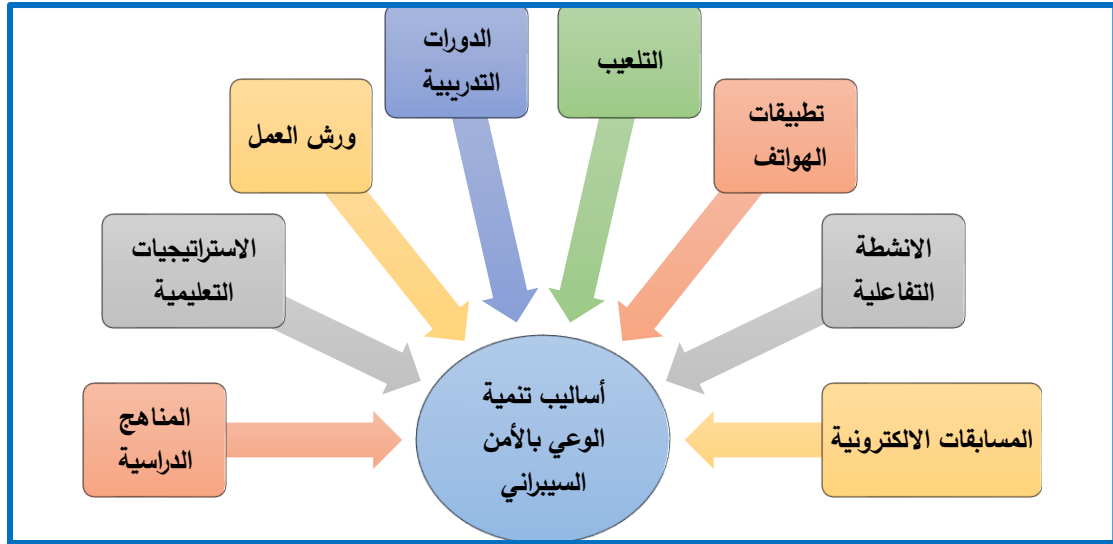 الدورات
التدريبية
التلعيب
ورش العمل
تطبيقات
الهواتف
الاستراتيجيات
التعليمية
الانشطة
التفاعلية
المناهج
الدراسية
أساليب تنمية
الوعي بالأمن
السيبراني
المسابقات الالكترونية